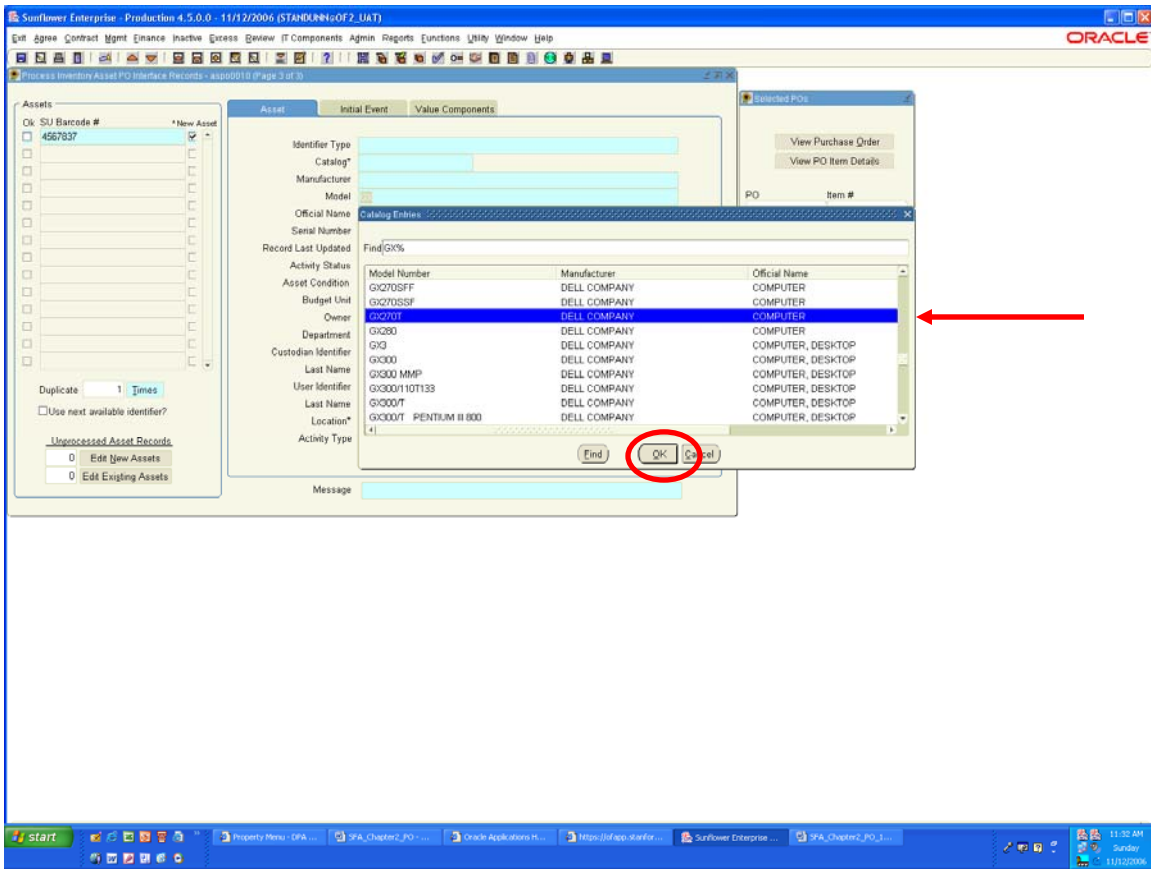 Sunflower Enterprise - Production 4.5.0.0 - 11/12/2006 (STANDUNN@OF2_UAT)
Exit Agree Contract Mgmt Finance Inactive Excess Review IT Components Admin Reports Functions Utility Window Help
ORACLE
Process Inventory Asset PO Interface Records - aspo0010 (Page 3 of 3)
Selected POs
Assets
Ok SU Barcode # *New Asset
4567837
Asset Initial Event Value Components
View Purchase Order
View PO Item Details
PO Item #
Identifier Type
Catalog*
Manufacturer
Model
Official Name
Serial Number
Record Last Updated
Activity Status
Asset Condition
Budget Unit
Owner
Department
Custodian Identifier
Last Name
User Identifier
Last Name
Location*
Activity Type
Message
Catalog Entries
Find GX%
Model Number Manufacturer Official Name
GX270SFF DELL COMPANY COMPUTER
GX270SSF DELL COMPANY COMPUTER
GX270T DELL COMPANY COMPUTER
GX280 DELL COMPANY COMPUTER
GX3 DELL COMPANY COMPUTER, DESKTOP
GX300 DELL COMPANY COMPUTER, DESKTOP
GX300 MMP DELL COMPANY COMPUTER, DESKTOP
GX300/110T133 DELL COMPANY COMPUTER, DESKTOP
GX300/T DELL COMPANY COMPUTER, DESKTOP
GX300/T PENTIUM III 800 DELL COMPANY COMPUTER, DESKTOP
Find OK Cancel
Duplicate 1 Times
Use next available identifier?
Unprocessed Asset Records
0 Edit New Assets
0 Edit Existing Assets
start
Property Menu - DPA ...
SFA_Chapter2_PO - ...
Oracle Applications H...
https://ofapp.stanfor...
Sunflower Enterprise ...
SFA_Chapter2_PO_1...
11:32 AM
Sunday
11/12/2006